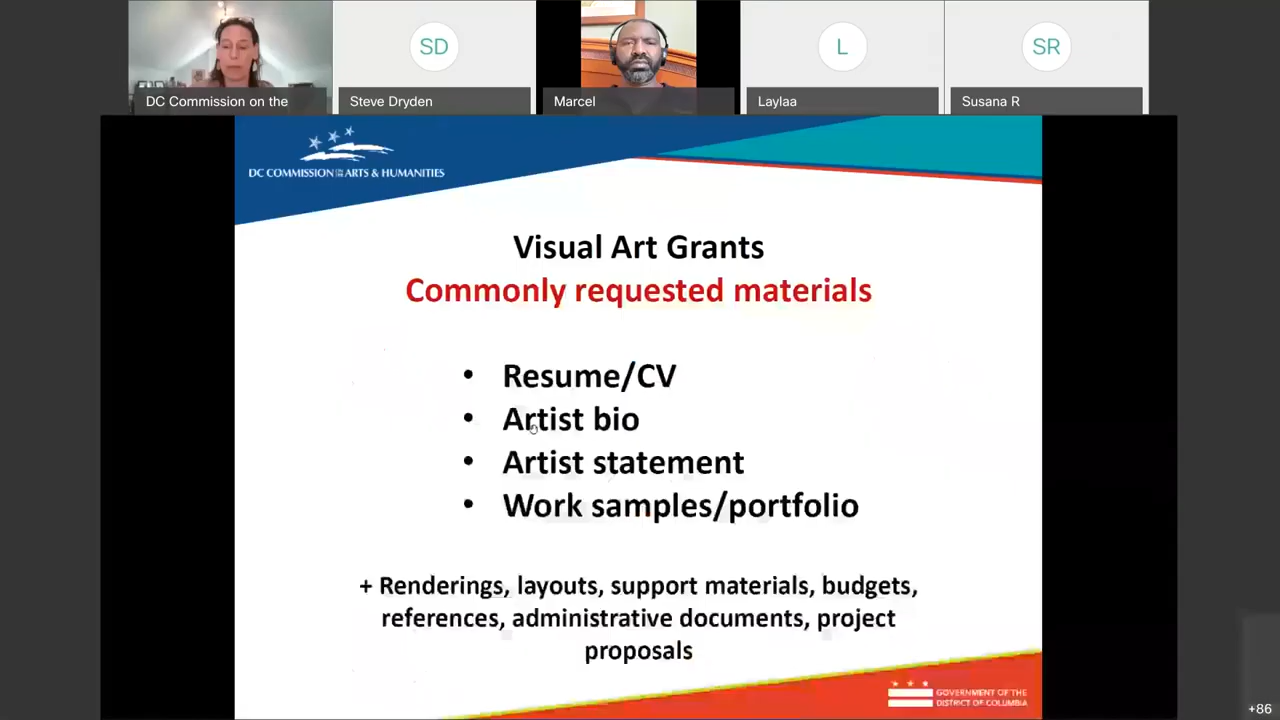 SD
L
SR
DC Commission on the
Steve Dryden
Marcel
Laylaa
Susana R
DC COMMISSION ON THE ARTS & HUMANITIES
Visual Art Grants
Commonly requested materials
• Resume/CV
• Artist bio
• Artist statement
• Work samples/portfolio
+ Renderings, layouts, support materials, budgets,
references, administrative documents, project
proposals
GOVERNMENT OF THE
DISTRICT OF COLUMBIA
+86